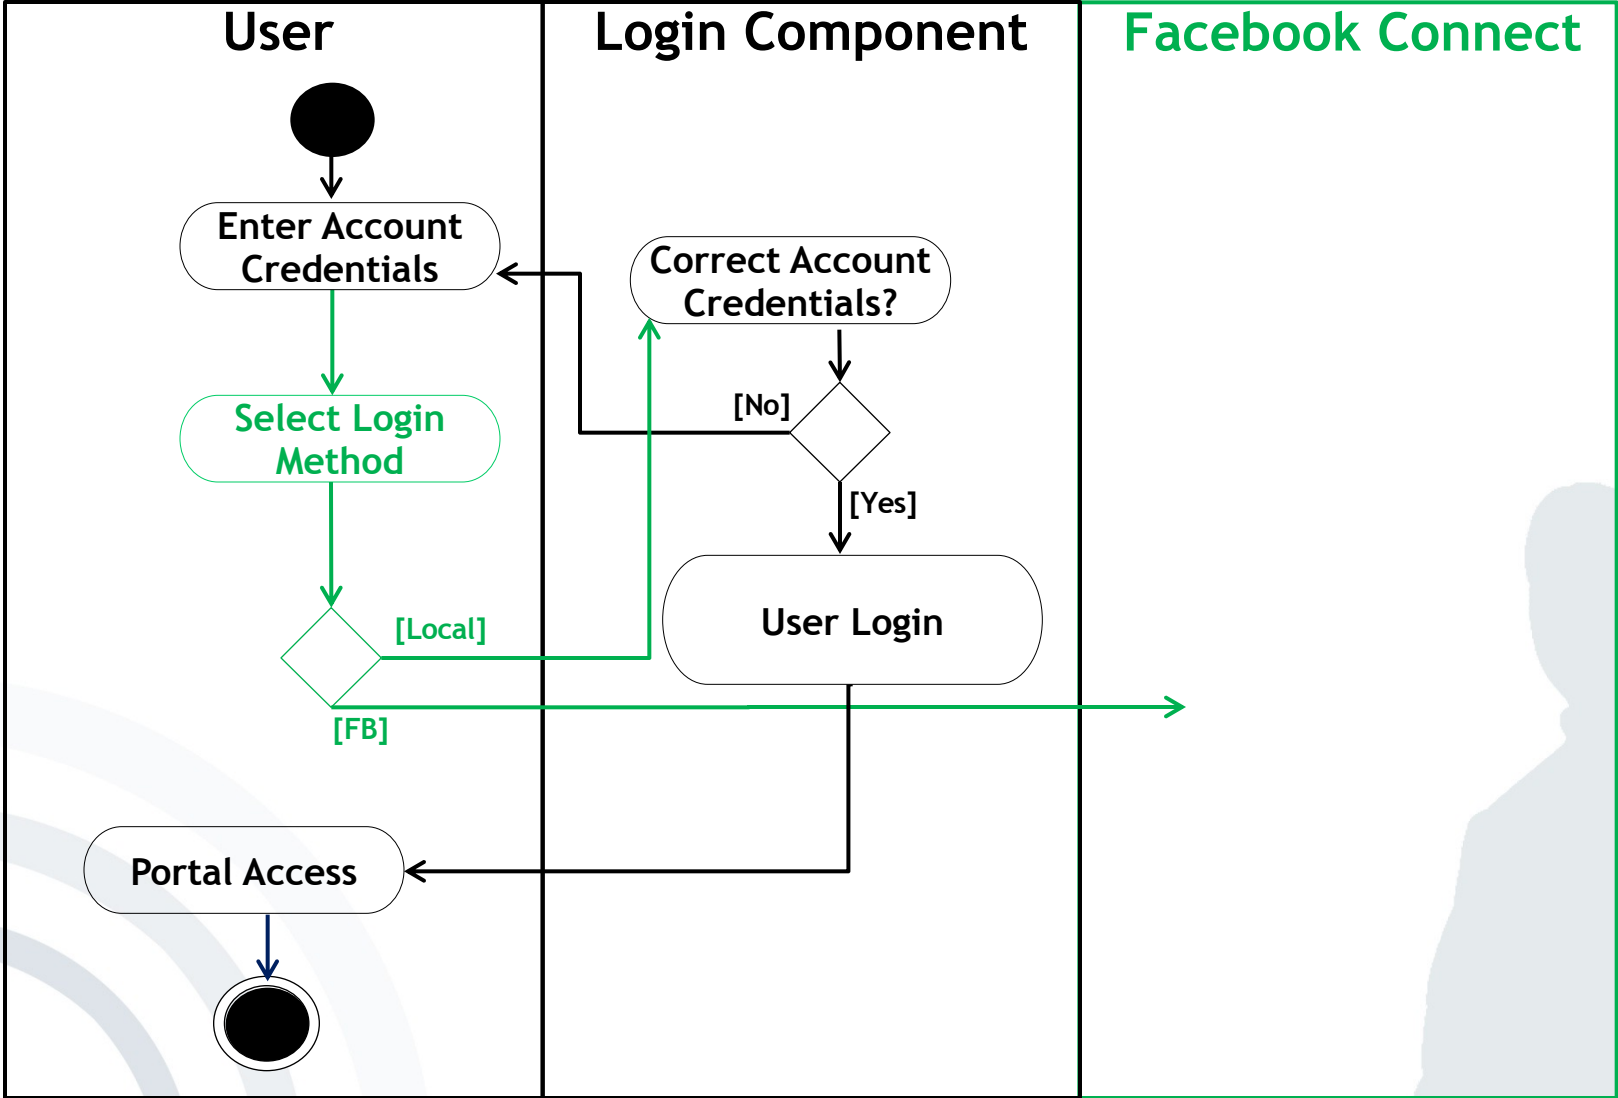 User
Login Component
Facebook Connect
Enter Account
Credentials
Correct Account
Credentials?
Select Login
Method
[No]
[Yes]
[Local]
User Login
[FB]
Portal Access